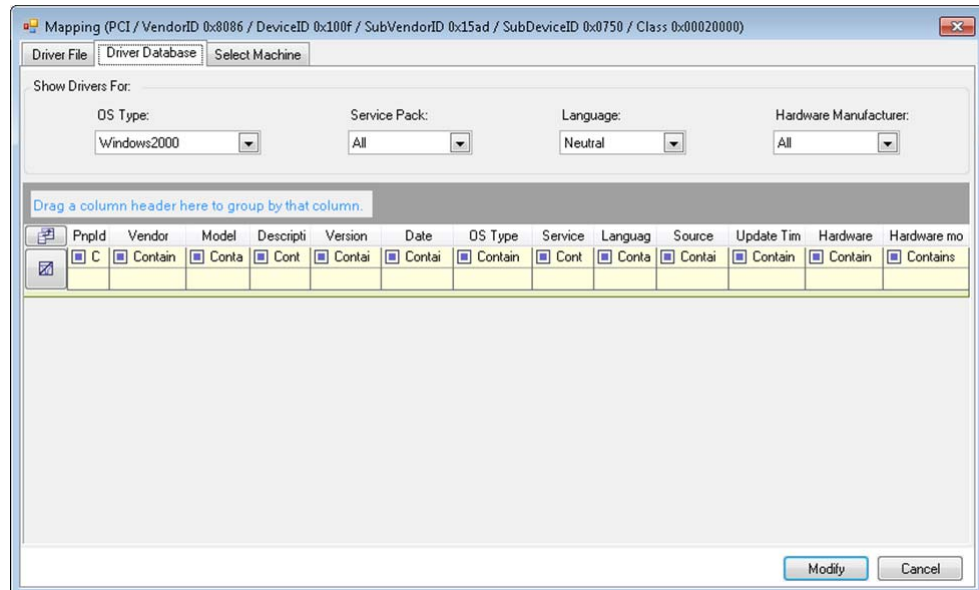 Mapping (PCI / VendorID 0x8086 / DeviceID 0x100f / SubVendorID 0x15ad / SubDeviceID 0x0750 / Class 0x00020000)
Driver File Driver Database Select Machine
Show Drivers For:
OS Type: Service Pack: Language: Hardware Manufacturer:
Windows2000 All Neutral All
Drag a column header here to group by that column.
PnpId Vendor Model Descripti Version Date OS Type Service Languag Source Update Tim Hardware Hardware mo
C Contain Conta Cont Contai Contai Contain Cont Conta Contai Contain Contain Contains
Modify Cancel